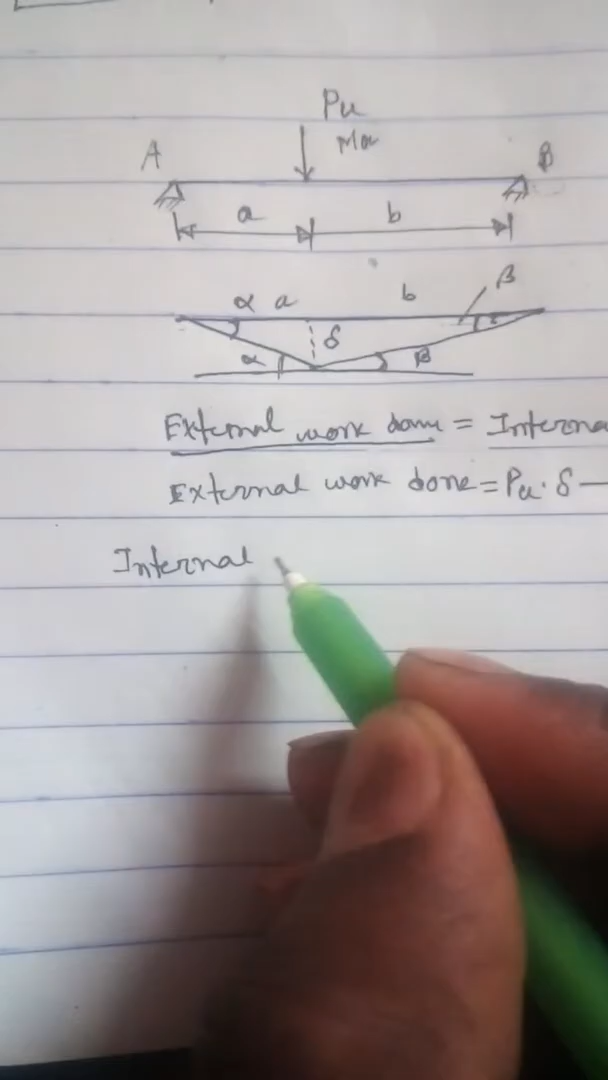 Pu
Mu
A
B
a
b
α a
b
β
δ
α
β
External work done = Interna
External work done = Pu · δ —
Internal